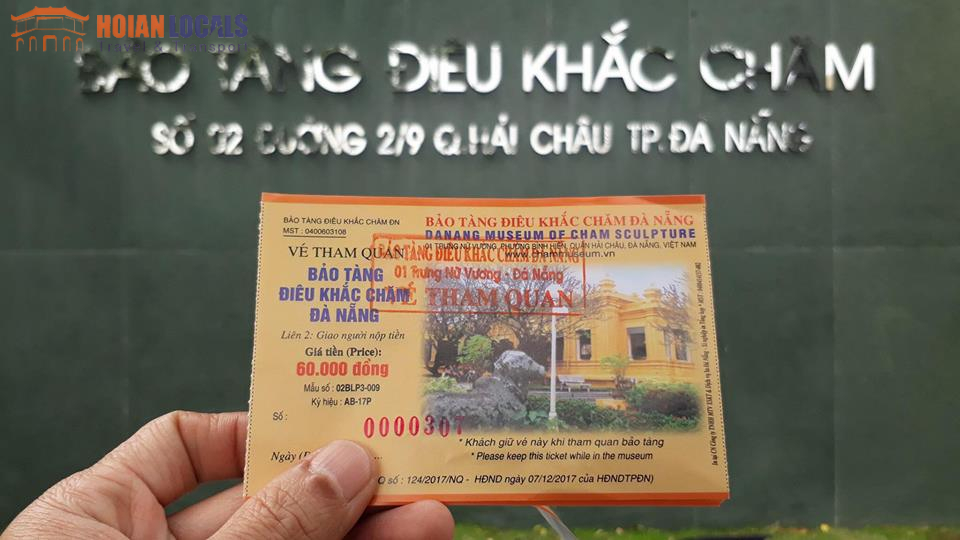 HOIAN LOCALS
Travel & Transport
BẢO TÀNG ĐIÊU KHẮC CHĂM
SỐ 02 ĐƯỜNG 2/9 Q.HẢI CHÂU TP.ĐÀ NẴNG
BẢO TÀNG ĐIÊU KHẮC CHĂM ĐN
MST : 0400603108
BẢO TÀNG ĐIÊU KHẮC CHĂM ĐÀ NẴNG
DANANG MUSEUM OF CHAM SCULPTURE
01 TRƯNG NỮ VƯƠNG, PHƯỜNG BÌNH HIÊN, QUẬN HẢI CHÂU, ĐÀ NẴNG, VIỆT NAM
www.chammuseum.vn
VÉ THAM QUAN
BẢO TÀNG
ĐIÊU KHẮC CHĂM
ĐÀ NẴNG
BẢO TÀNG ĐIÊU KHẮC CHĂM ĐÀ NẴNG
01 Trưng Nữ Vương - Đà Nẵng
VÉ THAM QUAN
Liên 2: Giao người nộp tiền
Giá tiền (Price):
60.000 đồng
Mẫu số : 02BLP3-009
Ký hiệu : AB-17P
Số :
0000307
* Khách giữ vé này khi tham quan bảo tàng
* Please keep this ticket while in the museum
Ngày
số : 124/2017/NQ - HĐND ngày 07/12/2017 của HĐNDTPĐN)